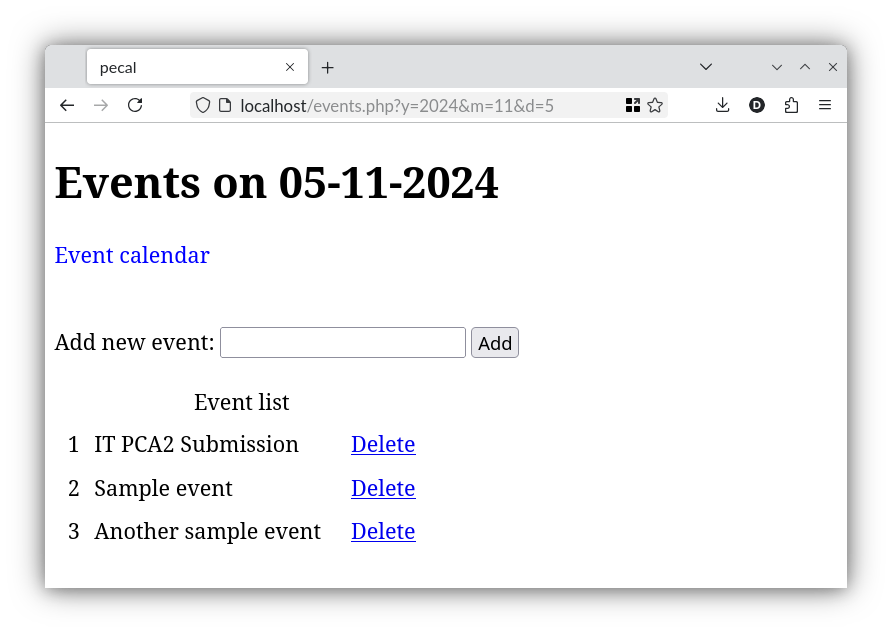 pecal
localhost/events.php?y=2024&m=11&d=5
D
Events on 05-11-2024
Event calendar
Add new event: Add
Event list
1 IT PCA2 Submission Delete
2 Sample event Delete
3 Another sample event Delete